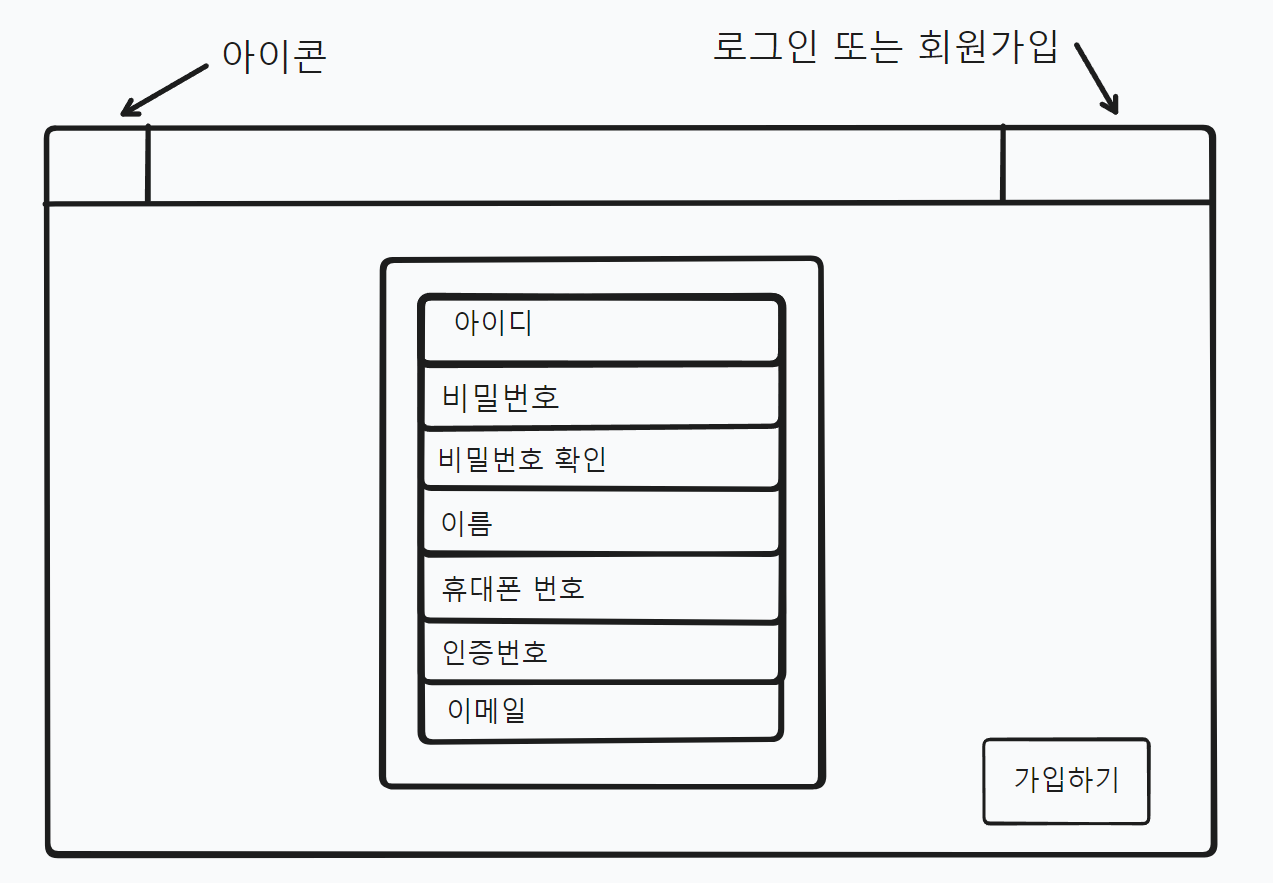 아이콘
로그인 또는 회원가입
아이디
비밀번호
비밀번호 확인
이름
휴대폰 번호
인증번호
이메일
가입하기